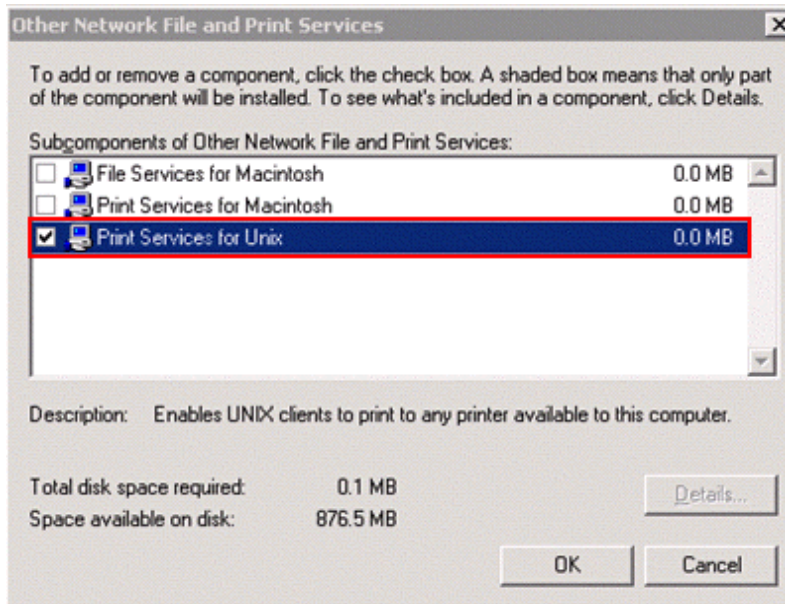 Other Network File and Print Services
To add or remove a component, click the check box. A shaded box means that only part
of the component will be installed. To see what's included in a component, click Details.
Subcomponents of Other Network File and Print Services:
File Services for Macintosh 0.0 MB
Print Services for Macintosh 0.0 MB
Print Services for Unix 0.0 MB
Description: Enables UNIX clients to print to any printer available to this computer.
Total disk space required: 0.1 MB
Space available on disk: 876.5 MB
Details...
OK Cancel